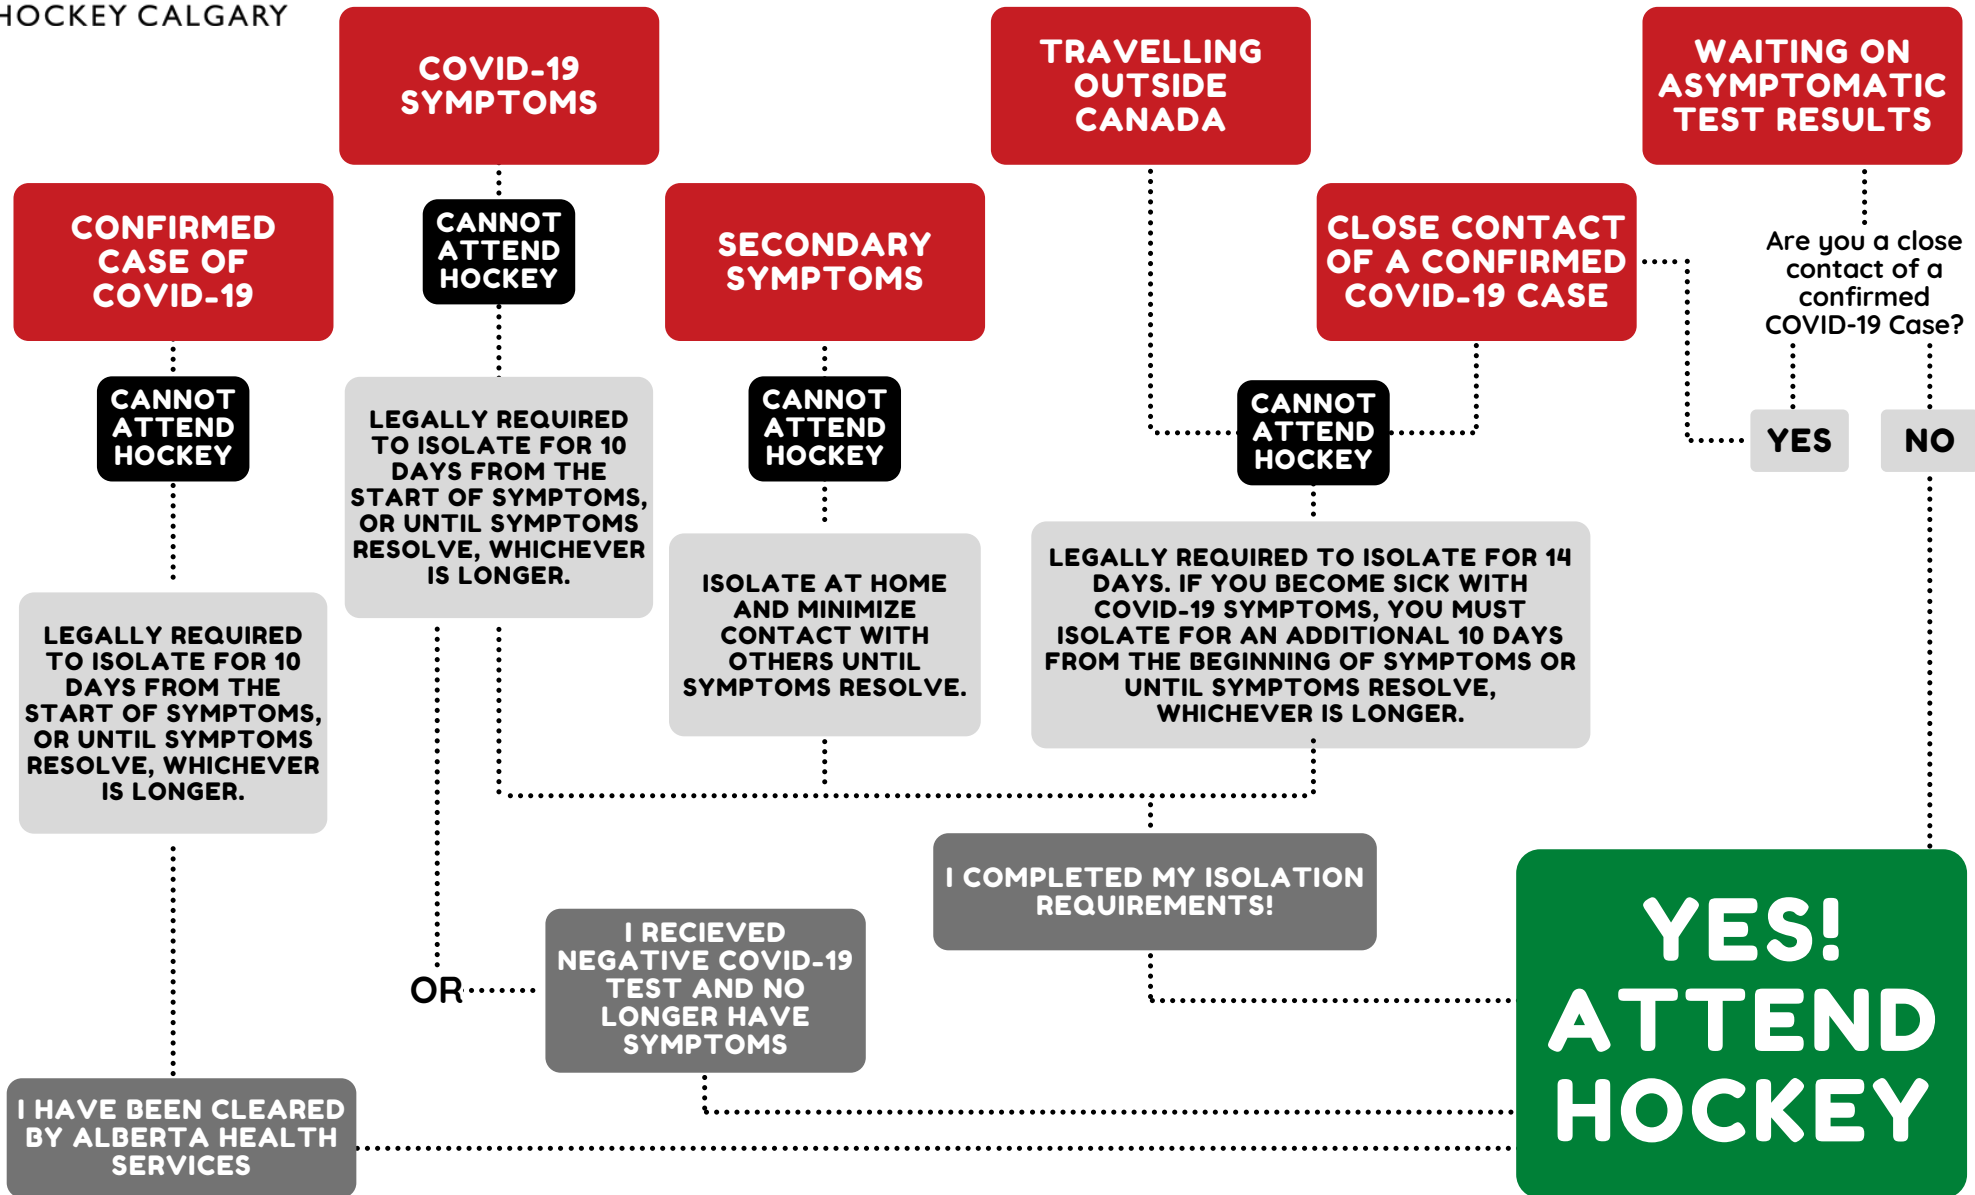 HOCKEY CALGARY
COVID-19
SYMPTOMS
TRAVELLING
OUTSIDE
CANADA
WAITING ON
ASYMPTOMATIC
TEST RESULTS
CONFIRMED
CASE OF
COVID-19
CANNOT
ATTEND
HOCKEY
SECONDARY
SYMPTOMS
CLOSE CONTACT
OF A CONFIRMED
COVID-19 CASE
Are you a close
contact of a
confirmed
COVID-19 Case?
CANNOT
ATTEND
HOCKEY
LEGALLY REQUIRED
TO ISOLATE FOR 10
DAYS FROM THE
START OF SYMPTOMS,
OR UNTIL SYMPTOMS
RESOLVE, WHICHEVER
IS LONGER.
CANNOT
ATTEND
HOCKEY
CANNOT
ATTEND
HOCKEY
YES
NO
LEGALLY REQUIRED
TO ISOLATE FOR 10
DAYS FROM THE
START OF SYMPTOMS,
OR UNTIL SYMPTOMS
RESOLVE, WHICHEVER
IS LONGER.
ISOLATE AT HOME
AND MINIMIZE
CONTACT WITH
OTHERS UNTIL
SYMPTOMS RESOLVE.
LEGALLY REQUIRED TO ISOLATE FOR 14
DAYS. IF YOU BECOME SICK WITH
COVID-19 SYMPTOMS, YOU MUST
ISOLATE FOR AN ADDITIONAL 10 DAYS
FROM THE BEGINNING OF SYMPTOMS OR
UNTIL SYMPTOMS RESOLVE,
WHICHEVER IS LONGER.
I COMPLETED MY ISOLATION
REQUIREMENTS!
OR
I RECIEVED
NEGATIVE COVID-19
TEST AND NO
LONGER HAVE
SYMPTOMS
I HAVE BEEN CLEARED
BY ALBERTA HEALTH
SERVICES
YES!
ATTEND
HOCKEY